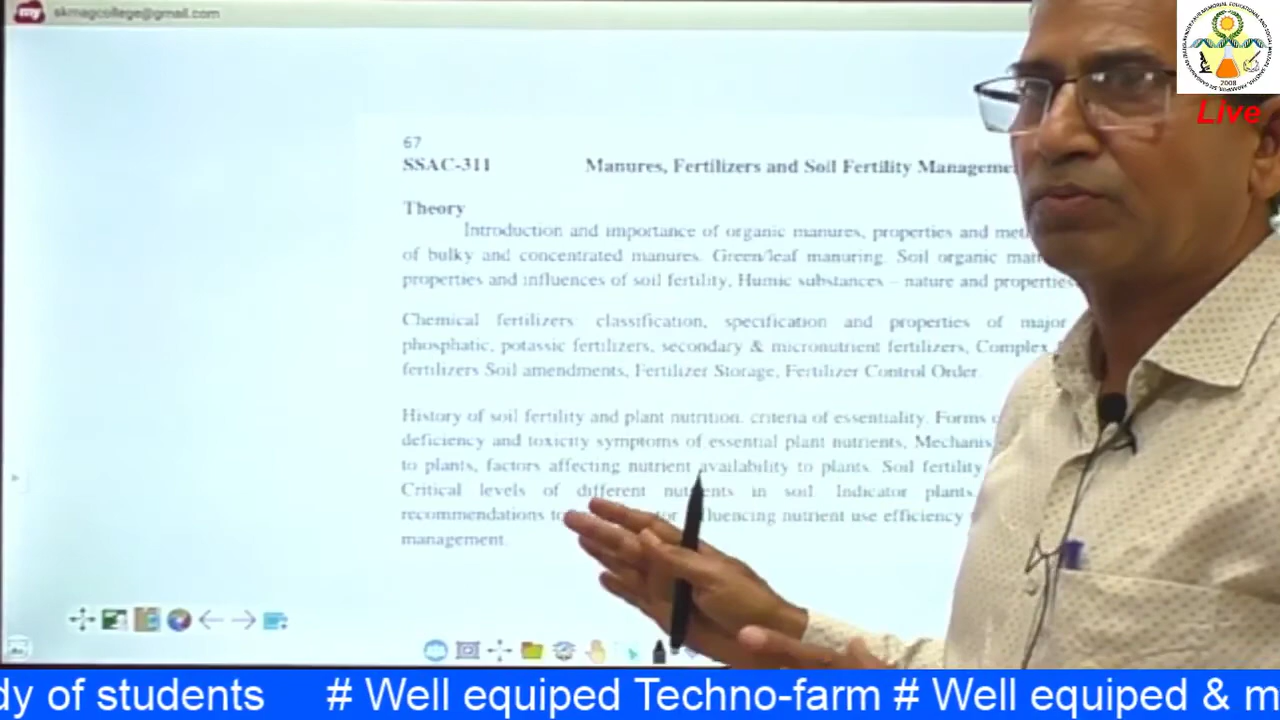 my skmagcollege@gmail.com
2008
Live
67
SSAC-311 Manures, Fertilizers and Soil Fertility Manageme
Theory
Introduction and importance of organic manures, properties and met
of bulky and concentrated manures. Green/leaf manuring. Soil organic mat
properties and influences of soil fertility, Humic substances – nature and properties
Chemical fertilizers: classification, specification and properties of major
phosphatic, potassic fertilizers, secondary & micronutrient fertilizers, Complex
fertilizers Soil amendments, Fertilizer Storage, Fertilizer Control Order.
History of soil fertility and plant nutrition. criteria of essentiality. Forms
deficiency and toxicity symptoms of essential plant nutrients, Mechanis
to plants, factors affecting nutrient availability to plants. Soil fertility
Critical levels of different nutrients in soil. Indicator plants.
recommendations to fluencing nutrient use efficiency
management.
dy of students # Well equiped Techno-farm # Well equiped & m